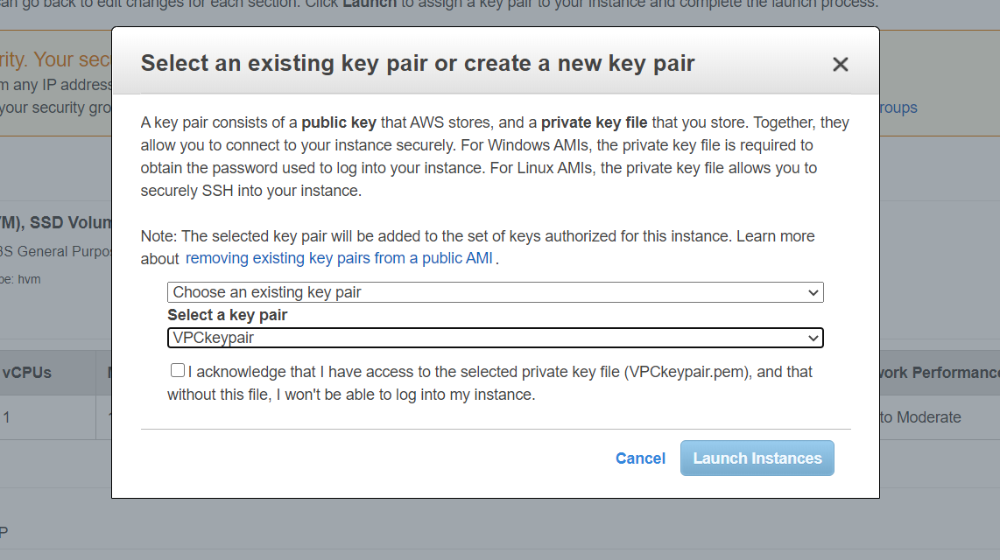 can go back to edit changes for each section. Click Launch to assign a key pair to your instance and complete the launch process.
rity. Your sec
m any IP address
your security gro
roups
Select an existing key pair or create a new key pair
A key pair consists of a public key that AWS stores, and a private key file that you store. Together, they
allow you to connect to your instance securely. For Windows AMIs, the private key file is required to
obtain the password used to log into your instance. For Linux AMIs, the private key file allows you to
securely SSH into your instance.
Note: The selected key pair will be added to the set of keys authorized for this instance. Learn more
about removing existing key pairs from a public AMI .
Choose an existing key pair
Select a key pair
VPCkeypair
I acknowledge that I have access to the selected private key file (VPCkeypair.pem), and that
without this file, I won't be able to log into my instance.
Cancel Launch Instances
VM), SSD Volum
BS General Purpos
pe: hvm
vCPUs
work Performance
1
to Moderate
P